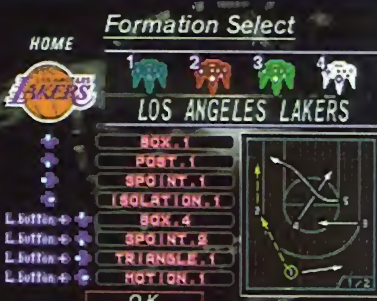 Formation Select
HOME
1 2 3 4
LAKERS
LOS ANGELES LAKERS
BOX.1
POST.1
SPOINT.1
ISOLATION.1
L Button + BOX.4
L Button + SPOINT.2
L Button + TRIANGLE.1
L Button + MOTION.1
1/2
OK